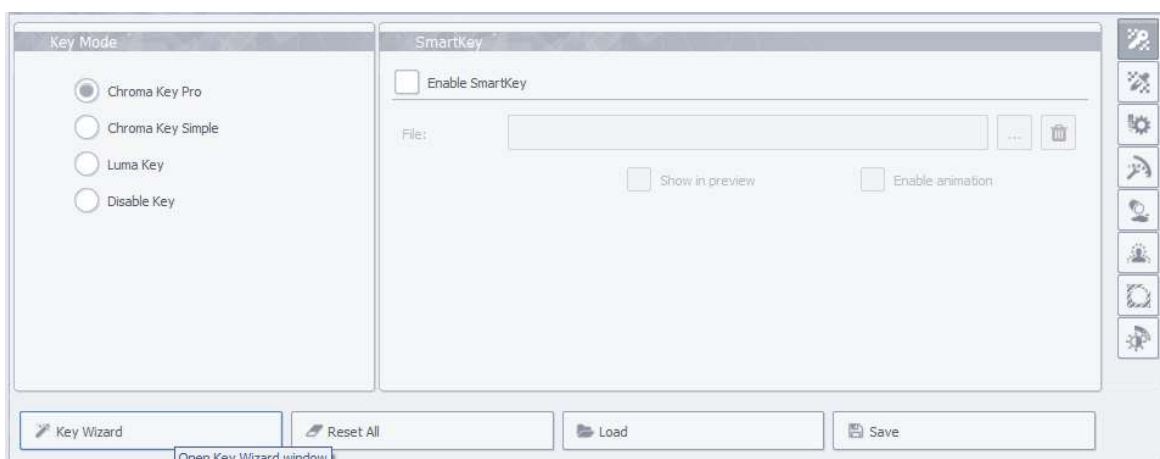 Key Mode
SmartKey
Chroma Key Pro
Chroma Key Simple
Luma Key
Disable Key
Enable SmartKey
File:
...
Show in preview
Enable animation
Key Wizard
Reset All
Load
Save
Open Key Wizard window